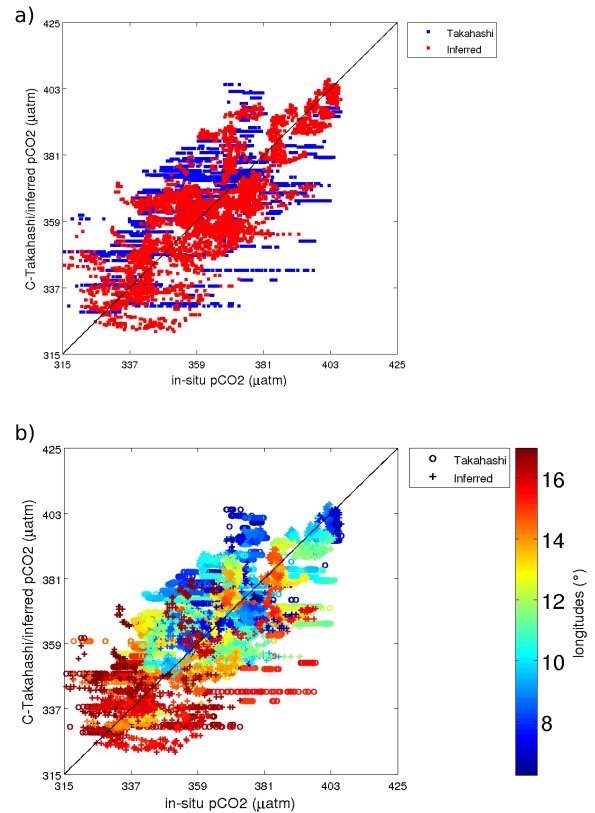 a)
425
403
381
359
337
315
315 337 359 381 403 425
C-Takahashi/inferred pCO2 (µatm)
in-situ pCO2 (µatm)
Takahashi
Inferred
b)
425
403
381
359
337
315
315 337 359 381 403 425
C-Takahashi/inferred pCO2 (µatm)
in-situ pCO2 (µatm)
Takahashi
Inferred
16
14
12
10
8
longitudes (°)